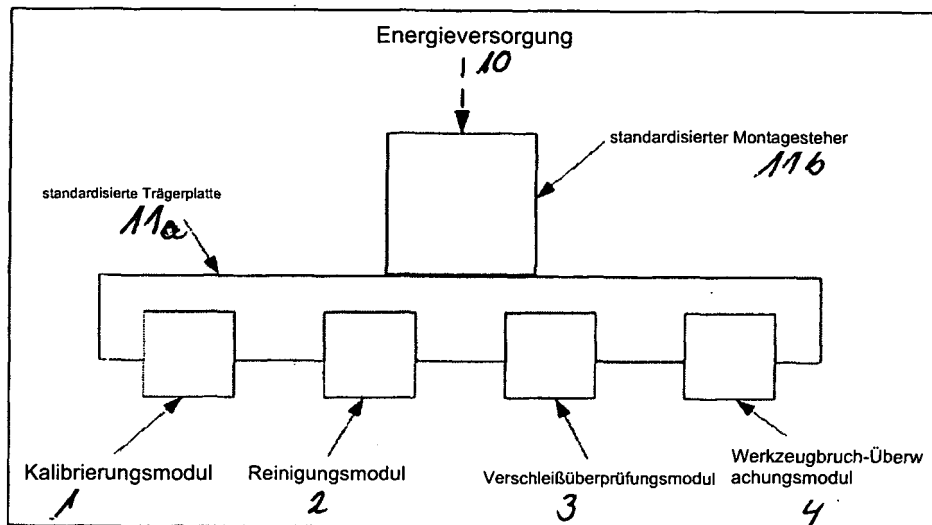 Energieversorgung
10
standardisierter Montagesteher
11b
standardisierte Trägerplatte
11a
Kalibrierungsmodul
1
Reinigungsmodul
2
Verschleißüberprüfungsmodul
3
Werkzeugbruch-Überw
achungsmodul
4